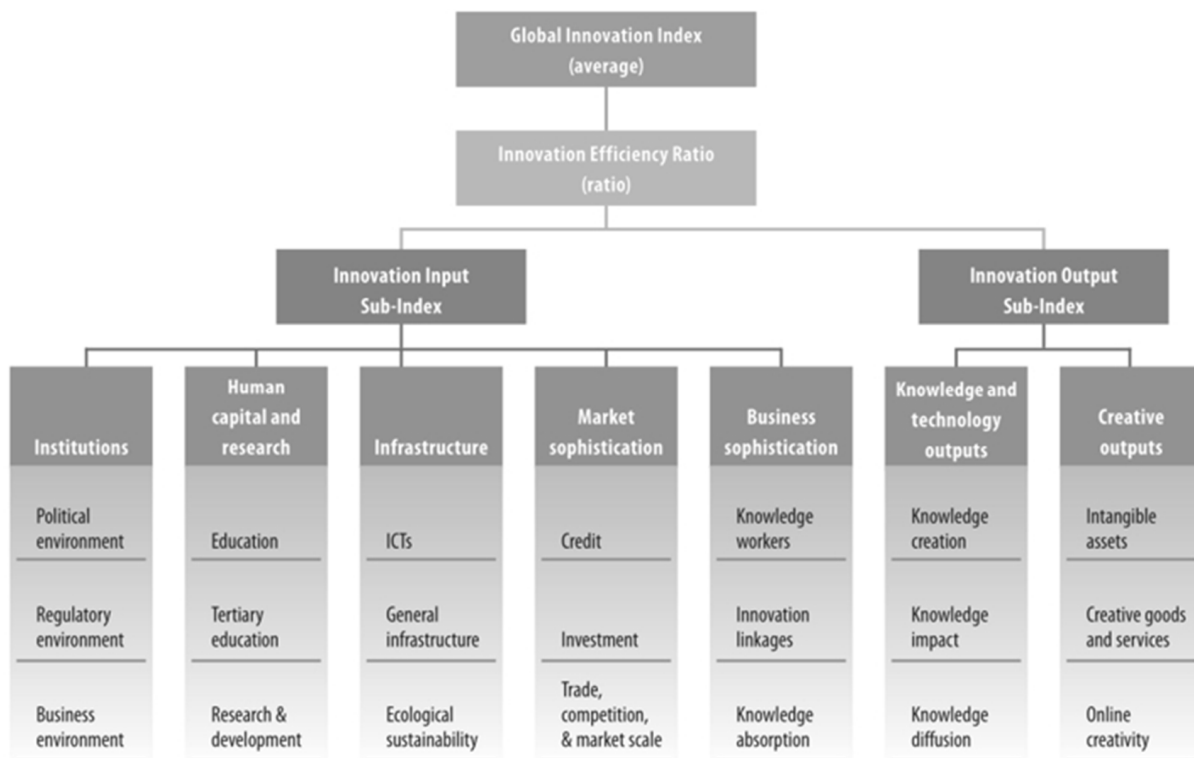 Global Innovation Index
(average)
Innovation Efficiency Ratio
(ratio)
Innovation Input
Sub-Index
Innovation Output
Sub-Index
Institutions
Human
capital and
research
Infrastructure
Market
sophistication
Business
sophistication
Knowledge and
technology
outputs
Creative
outputs
Political
environment
Education
ICTs
Credit
Knowledge
workers
Knowledge
creation
Intangible
assets
Regulatory
environment
Tertiary
education
General
infrastructure
Investment
Innovation
linkages
Knowledge
impact
Creative goods
and services
Business
environment
Research &
development
Ecological
sustainability
Trade,
competition,
& market scale
Knowledge
absorption
Knowledge
diffusion
Online
creativity